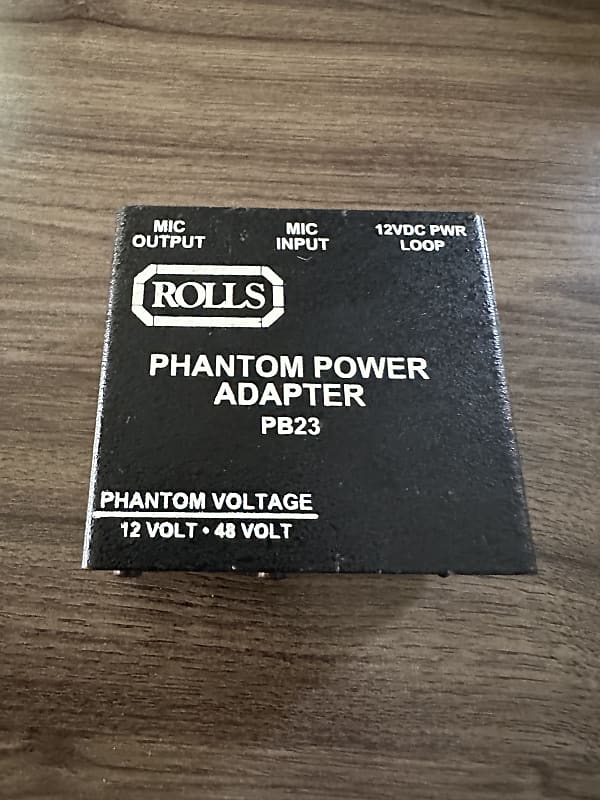 MIC
OUTPUT
MIC
INPUT
12VDC PWR
LOOP
ROLLS
PHANTOM POWER
ADAPTER
PB23
PHANTOM VOLTAGE
12 VOLT • 48 VOLT